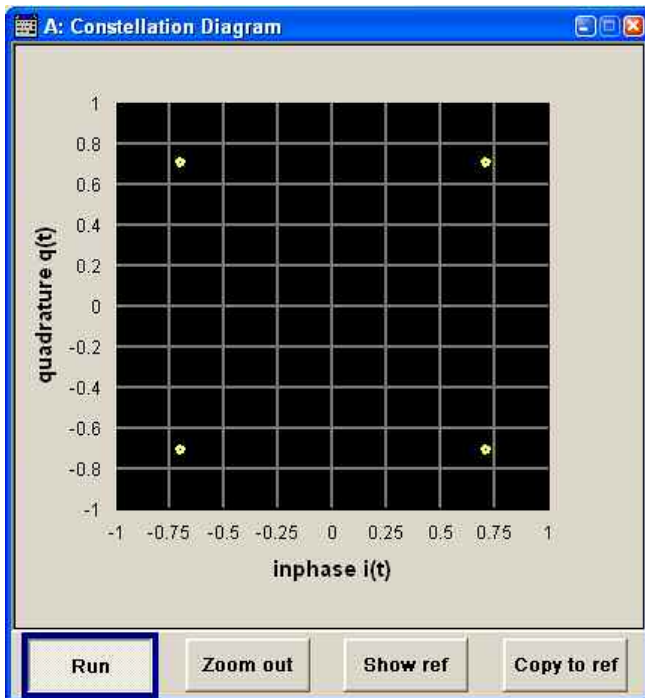 A: Constellation Diagram
1
0.8
0.6
0.4
0.2
0
-0.2
-0.4
-0.6
-0.8
-1
quadrature q(t)
-1 -0.75 -0.5 -0.25 0 0.25 0.5 0.75 1
inphase i(t)
Run Zoom out Show ref Copy to ref